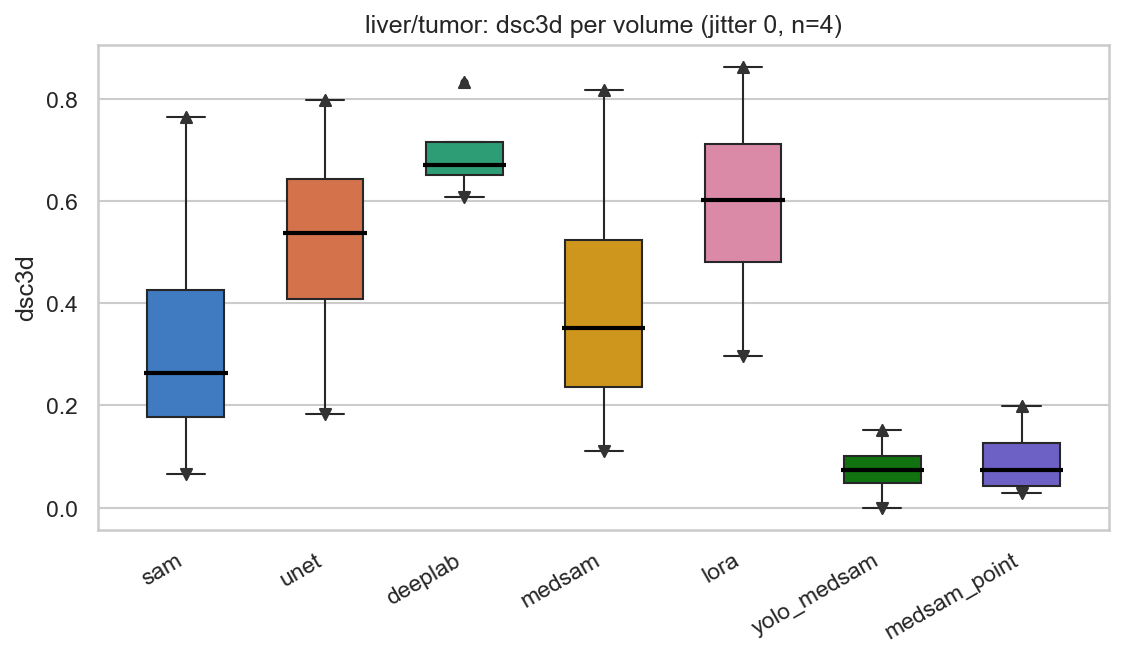 liver/tumor: dsc3d per volume (jitter 0, n=4)
dsc3d
0.8
0.6
0.4
0.2
0.0
sam
unet
deeplab
medsam
lora
yolo_medsam
medsam_point